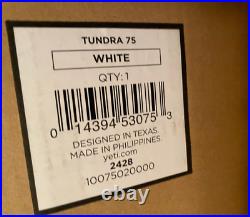 TUNDRA 75
WHITE
QTY: 1
0 14394 53075 3
DESIGNED IN TEXAS.
MADE IN PHILIPPINES.
yeti.com
2428
10075020000